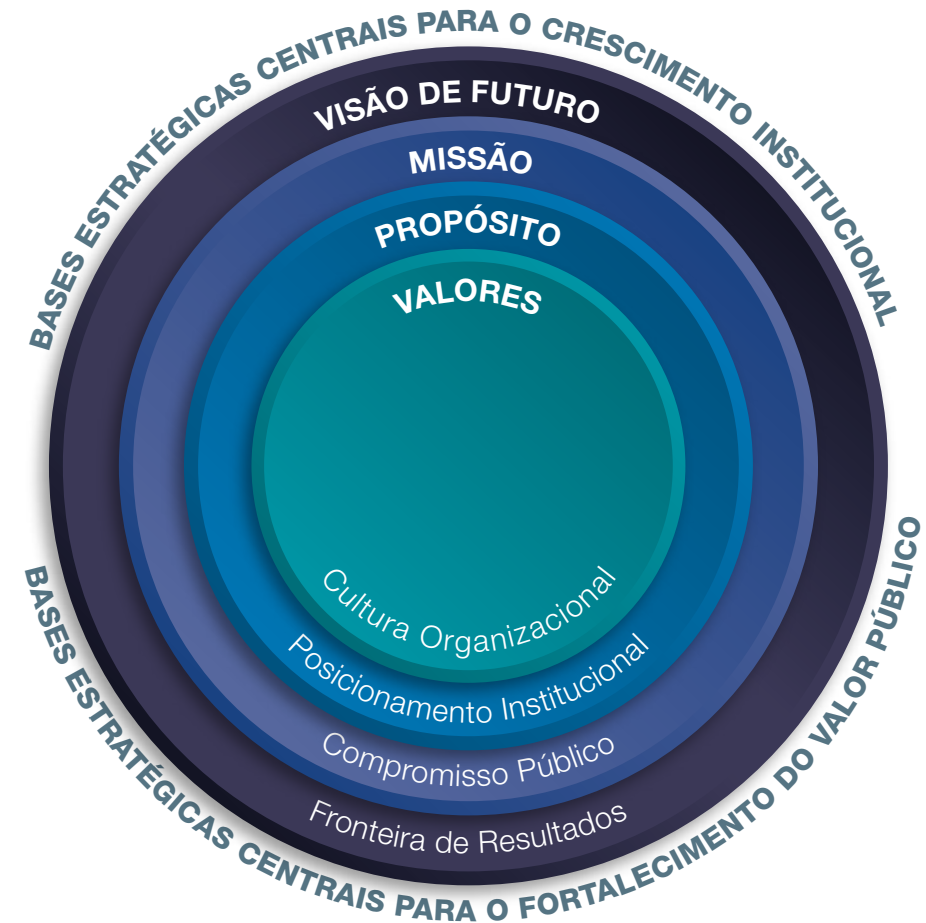 BASES ESTRATÉGICAS CENTRAIS PARA O CRESCIMENTO INSTITUCIONAL
VISÃO DE FUTURO
MISSÃO
PROPÓSITO
VALORES
Cultura Organizacional
Posicionamento Institucional
Compromisso Público
Fronteira de Resultados
BASES ESTRATÉGICAS CENTRAIS PARA O FORTALECIMENTO DO VALOR PÚBLICO